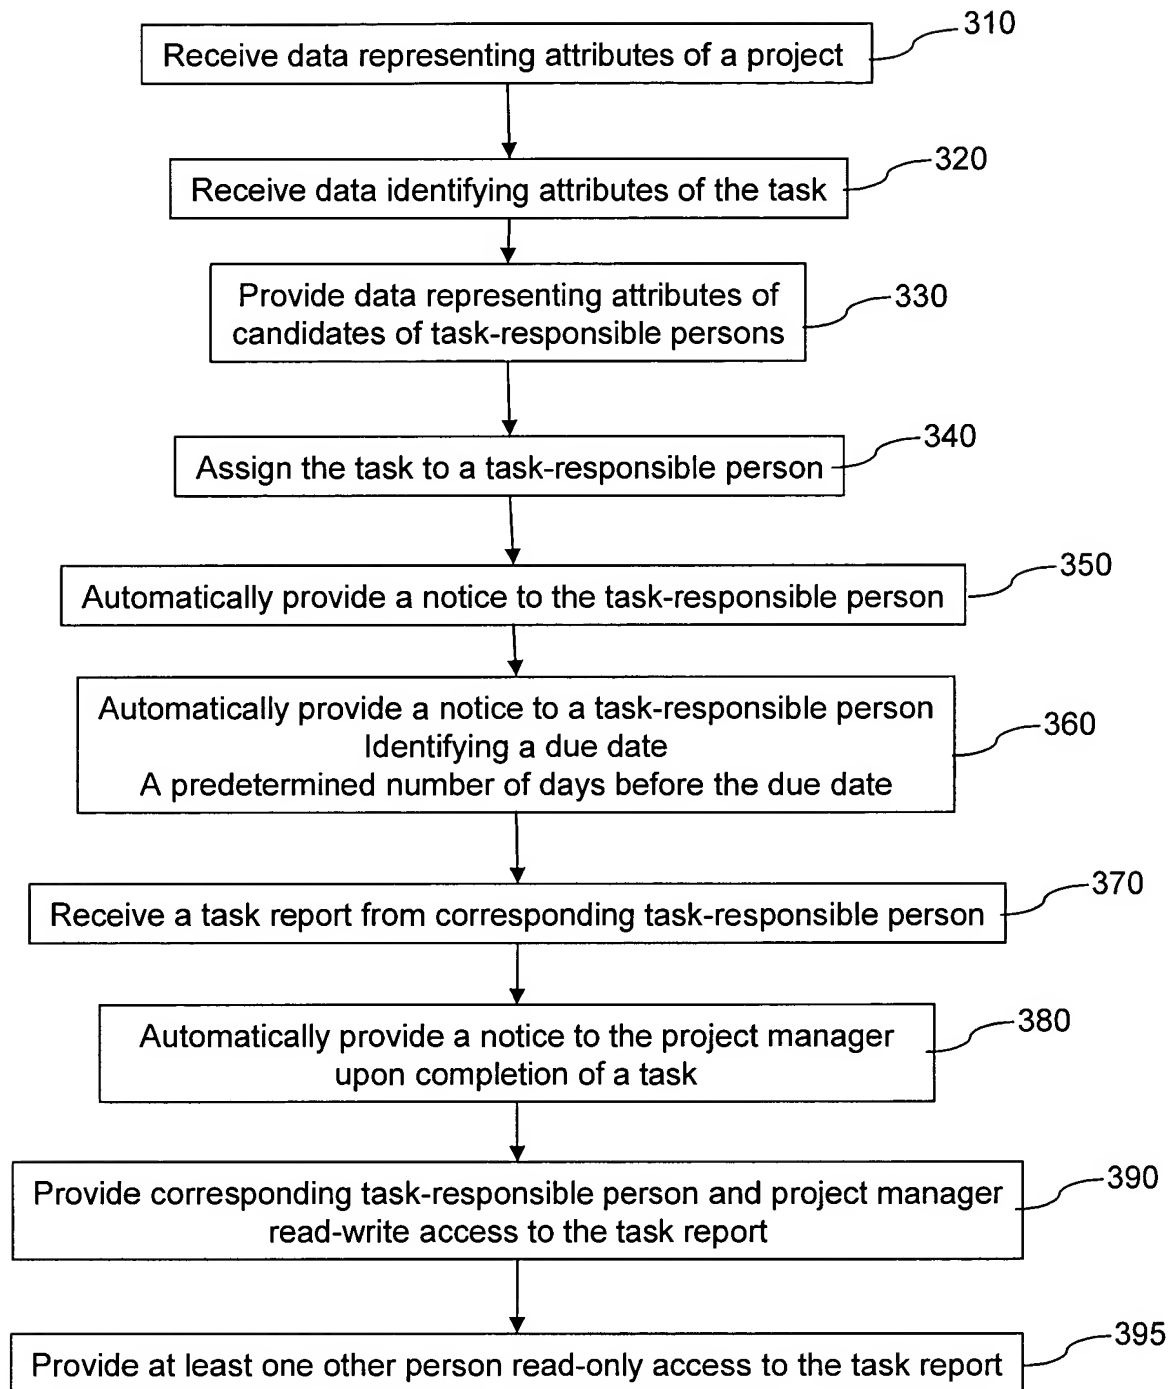 310
Receive data representing attributes of a project
320
Receive data identifying attributes of the task
330
Provide data representing attributes of
candidates of task-responsible persons
340
Assign the task to a task-responsible person
350
Automatically provide a notice to the task-responsible person
Automatically provide a notice to a task-responsible person
360
Identifying a due date
A predetermined number of days before the due date
370
Receive a task report from corresponding task-responsible person
380
Automatically provide a notice to the project manager
upon completion of a task
390
Provide corresponding task-responsible person and project manager
read-write access to the task report
395
Provide at least one other person read-only access to the task report